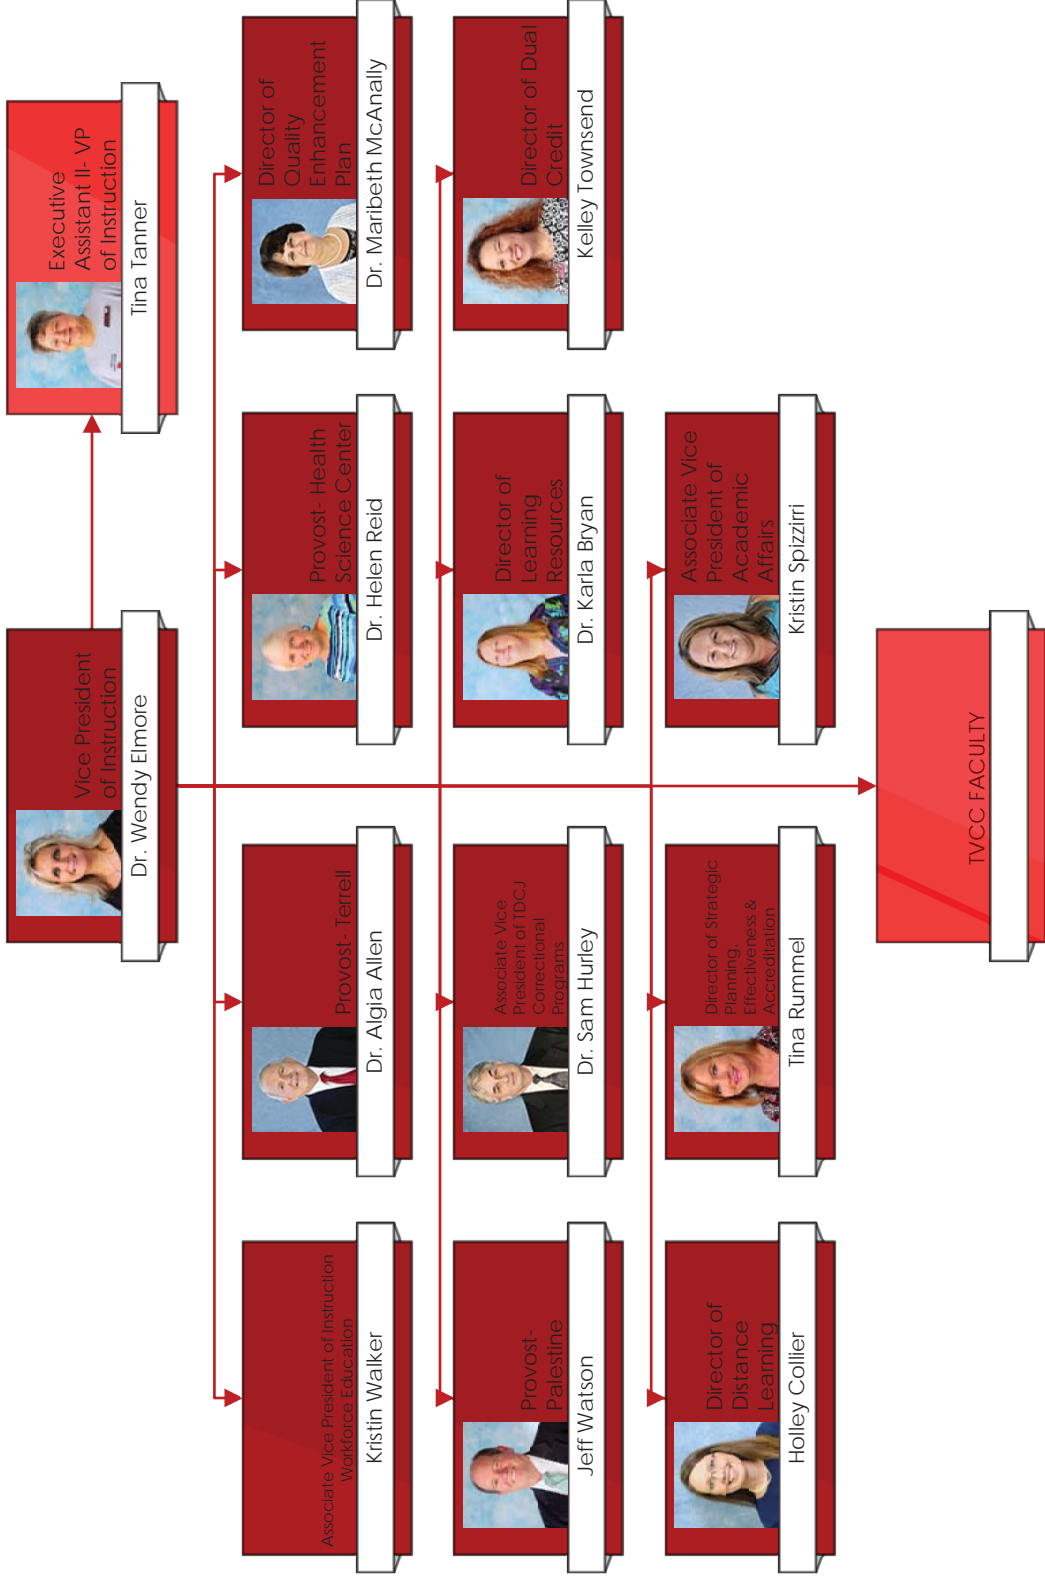 Vice President
of Instruction
Dr. Wendy Elmore
Executive
Assistant II- VP
of Instruction
Tina Tanner
Associate Vice President of Instruction
Workforce Education
Kristin Walker
Provost - Terrell
Dr. Algia Allen
Provost- Health
Science Center
Dr. Helen Reid
Director of
Quality
Enhancement
Plan
Dr. Maribeth McAnally
Provost-
Palestine
Jeff Watson
Associate Vice
President of TDCJ
Correctional
Programs
Dr. Sam Hurley
Director of
Learning
Resources
Dr. Karla Bryan
Director of Dual
Credit
Kelley Townsend
Director of
Distance
Learning
Holley Collier
Director of Strategic
Planning,
Effectiveness &
Accreditation
Tina Rummel
Associate Vice
President of
Academic
Affairs
Kristin Spizzirri
TVCC FACULTY